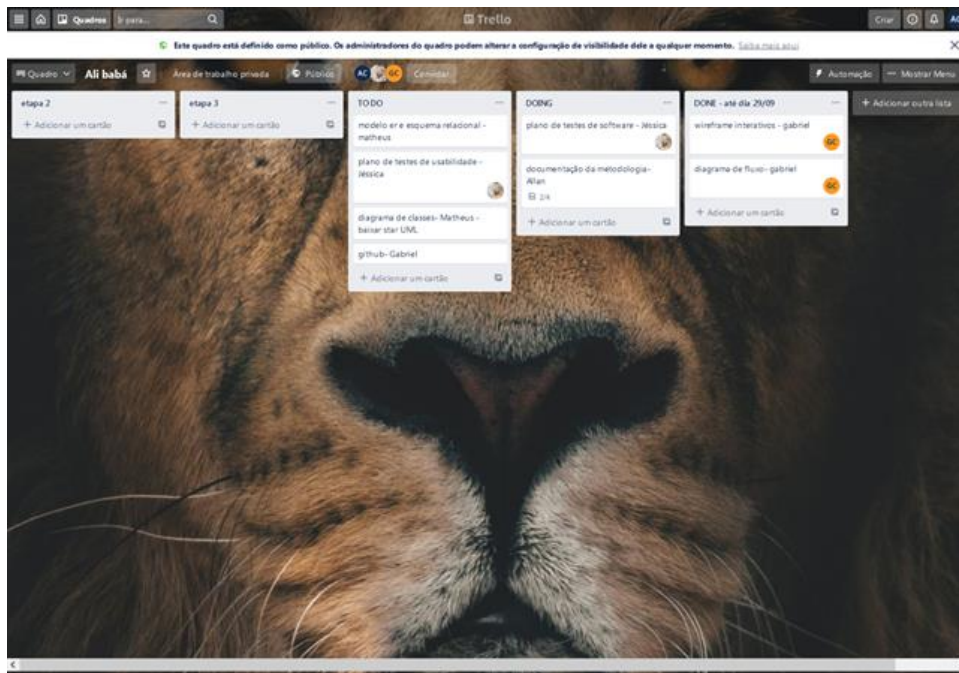 Quadros
Ir para...
Trello
Criar
AC
Este quadro está definido como público. Os administradores do quadro podem alterar a configuração de visibilidade dele a qualquer momento. Saiba mais aqui
Quadro
Ali babá
Área de trabalho privada
Público
AC
GC
Convidar
Automação
Mostrar Menu
etapa 2
+ Adicionar um cartão
etapa 3
+ Adicionar um cartão
TO DO
modelo er e esquema relacional -
matheus
plano de testes de usabilidade -
Jéssica
diagrama de classes- Matheus -
baixar star UML
github- Gabriel
+ Adicionar um cartão
DOING
plano de testes de software - Jéssica
documentação da metodologia-
Allan
2/4
+ Adicionar um cartão
DONE - até dia 29/09
wireframe interativos - gabriel
GC
diagrama de fluxo- gabriel
GC
+ Adicionar um cartão
+ Adicionar outra lista